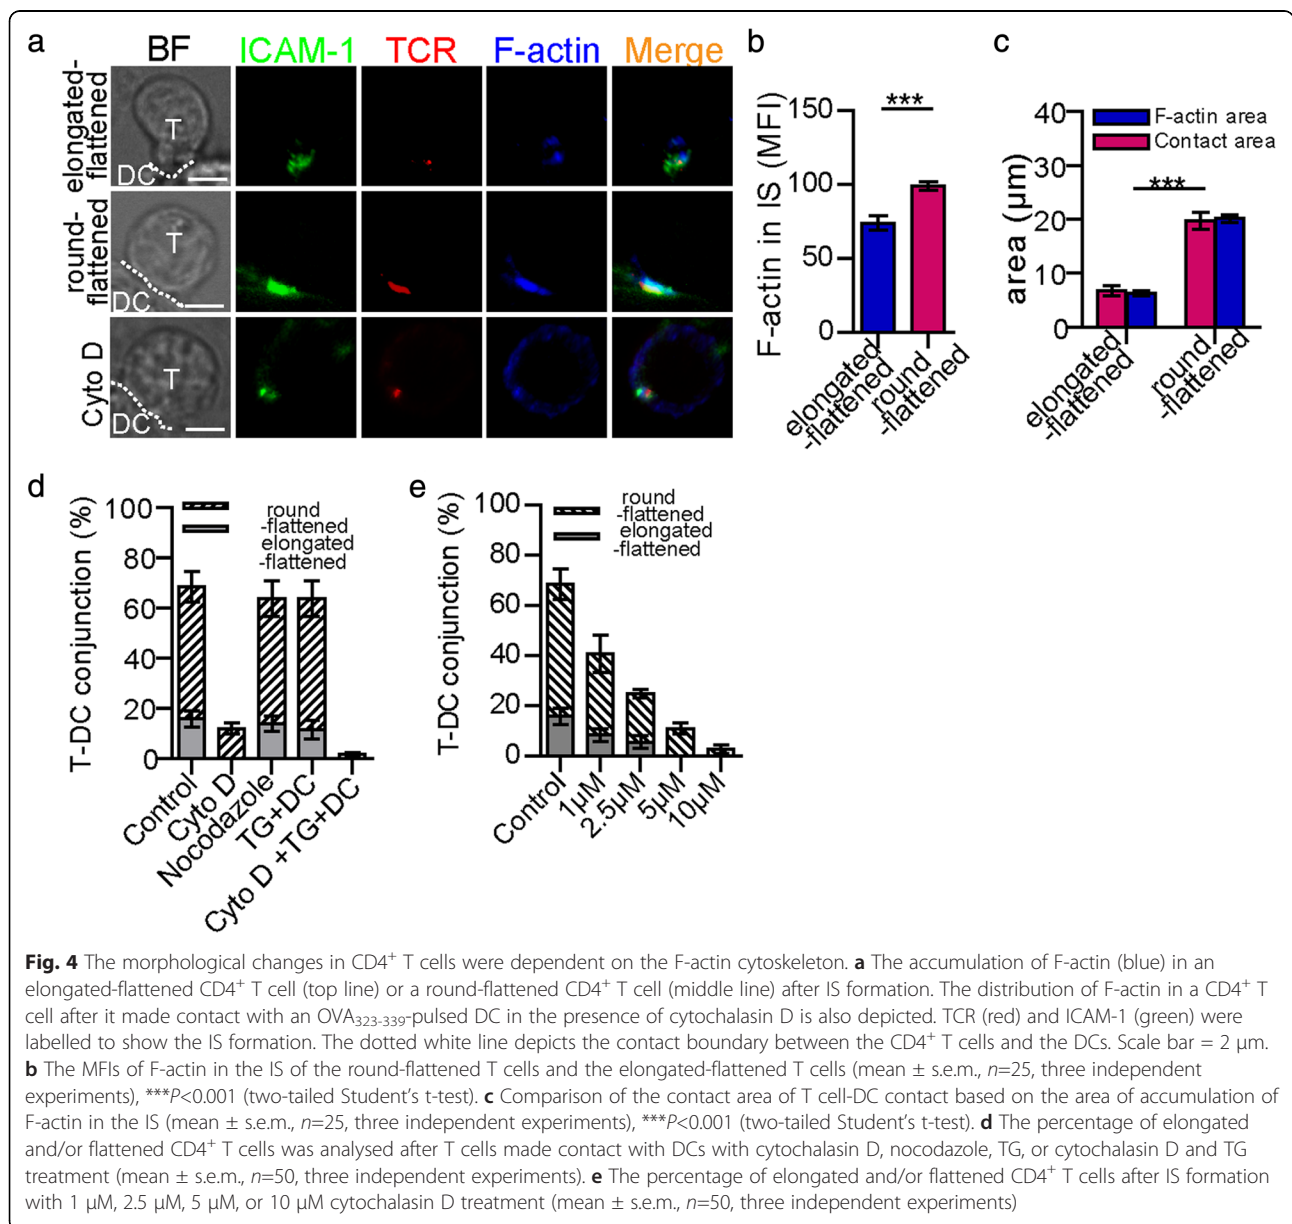 a
BF ICAM-1 TCR F-actin Merge
elongated-
flattened
T
DC
round-
flattened
T
DC
Cyto D
T
DC
b
F-actin in IS (MFI)
150
100
50
0
***
elongated
-flattened
round
-flattened
c
area (μm)
40
30
20
10
0
F-actin area
Contact area
***
elongated
-flattened
round
-flattened
d
T-DC conjunction (%)
100
80
60
40
20
0
round
-flattened
elongated
-flattened
Control
Cyto D
Nocodazole
TG+DC
Cyto D +TG+DC
e
T-DC conjunction (%)
100
80
60
40
20
0
round
-flattened
elongated
-flattened
Control
1μM
2.5μM
5μM
10μM
Fig. 4 The morphological changes in CD4⁺ T cells were dependent on the F-actin cytoskeleton. a The accumulation of F-actin (blue) in an
elongated-flattened CD4⁺ T cell (top line) or a round-flattened CD4⁺ T cell (middle line) after IS formation. The distribution of F-actin in a CD4⁺ T
cell after it made contact with an OVA₃₂₃₋₃₃₉-pulsed DC in the presence of cytochalasin D is also depicted. TCR (red) and ICAM-1 (green) were
labelled to show the IS formation. The dotted white line depicts the contact boundary between the CD4⁺ T cells and the DCs. Scale bar = 2 μm.
b The MFIs of F-actin in the IS of the round-flattened T cells and the elongated-flattened T cells (mean ± s.e.m., n=25, three independent
experiments), ***P<0.001 (two-tailed Student's t-test). c Comparison of the contact area of T cell-DC contact based on the area of accumulation of
F-actin in the IS (mean ± s.e.m., n=25, three independent experiments), ***P<0.001 (two-tailed Student's t-test). d The percentage of elongated
and/or flattened CD4⁺ T cells was analysed after T cells made contact with DCs with cytochalasin D, nocodazole, TG, or cytochalasin D and TG
treatment (mean ± s.e.m., n=50, three independent experiments). e The percentage of elongated and/or flattened CD4⁺ T cells after IS formation
with 1 μM, 2.5 μM, 5 μM, or 10 μM cytochalasin D treatment (mean ± s.e.m., n=50, three independent experiments)